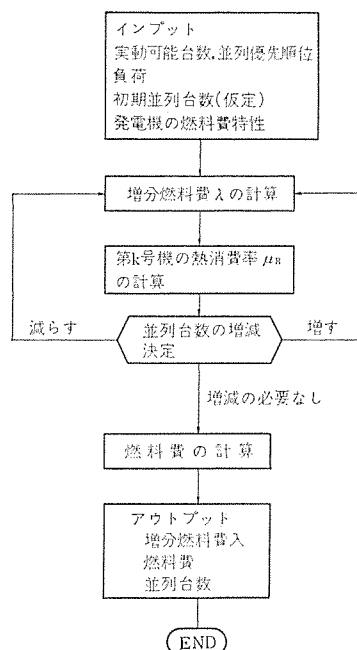 インプット
実動可能台数,並列優先順位
負荷
初期並列台数(仮定)
発電機の燃料費特性
増分燃料費λの計算
第k号機の熱消費率μ_Bの計算
減らす
並列台数の増減
決定
増す
増減の必要なし
燃料費の計算
アウトプット
増分燃料費入
燃料費
並列台数
END